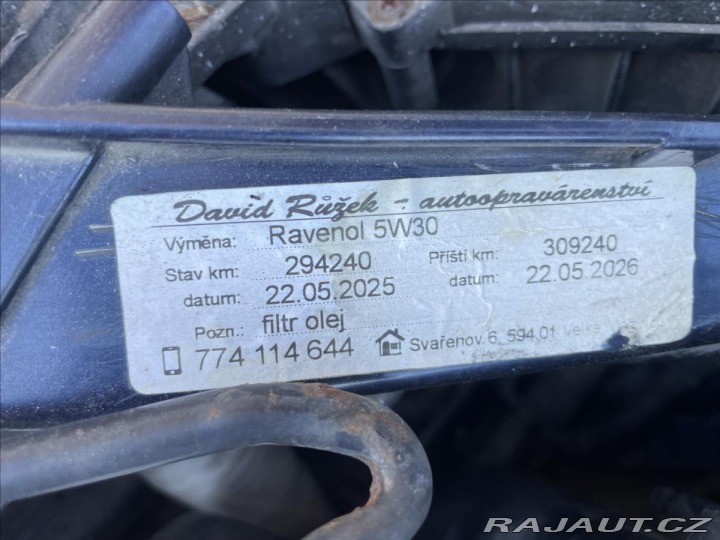 David Růžek - autoopravárenství
Výměna: Ravenol 5W30
Stav km: 294240 Příští km: 309240
datum: 22.05.2025 datum: 22.05.2026
Pozn.: filtr olej
774 114 644 Svařenov 6, 594 01 Velké
RAJAUT.CZ